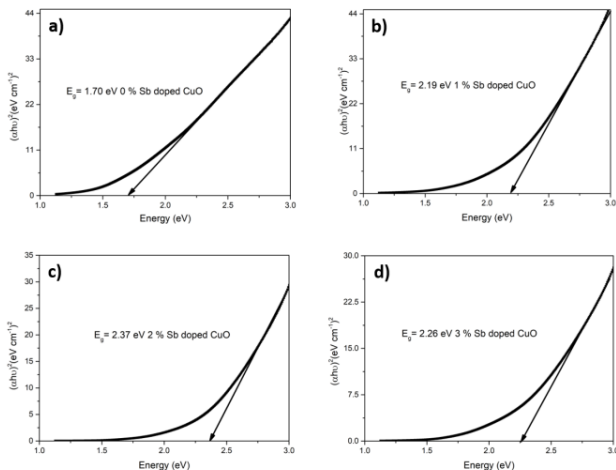 a)
44
33
22
11
0
(αhυ)²(eV cm⁻¹)²
E_g= 1.70 eV 0 % Sb doped CuO
1.0 1.5 2.0 2.5 3.0
Energy (eV)
b)
44
33
22
11
0
(αhυ)²(eV cm⁻¹)²
E_g= 2.19 eV 1 % Sb doped CuO
1.0 1.5 2.0 2.5 3.0
Energy (eV)
c)
35
30
25
20
15
10
5
0
(αhυ)²(eV cm⁻¹)²
E_g= 2.37 eV 2 % Sb doped CuO
1.0 1.5 2.0 2.5 3.0
Energy (eV)
d)
30.0
22.5
15.0
7.5
0.0
(αhυ)²(eV cm⁻¹)²
E_g= 2.26 eV 3 % Sb doped CuO
1.0 1.5 2.0 2.5 3.0
Energy (eV)